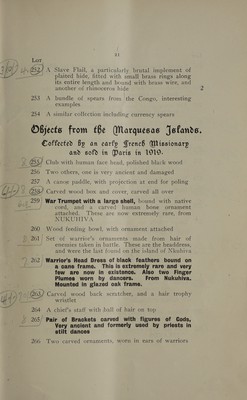 41
Lot
252 A Slave Flail, a particularly brutal implement of
plaited hide, fitted with small brass rings along
its entire length and bound with brass wire, and
another of rhinoceros hide 2
253 A bundle of spears from the Congo, interesting
examples
254 A similar collection including currency spears
Objects from the Marquesas Islands.
Collected by an early French Missionary
and sold in Paris in 1919.
255 Club with human face head, polished black wood
256 Two others, one is very ancient and damaged
257 A canoe paddle, with projection at end for poling
258 Carved wood box and cover, carved all over
259 War Trumpet with a large shell, bound with native
cord, and a carved human bone ornament
attached. These are now extremely rare, from
NUKUHIVA
260 Wood feeding bowl, with ornament attached
8 261 Set of warrior's ornaments made from hair of
enemies taken in battle. These are the headdress,
and were the last found on the island of Nkuhiva
262 Warrior's Head Dress of black feathers bound on
a cane frame. This is extremely rare and very
few are now in existance. Also two Finger
Plumes worn by dancers. From Nukuhiva.
Mounted in glazed oak frame.
263 Carved wood back scratcher, and a hair trophy
wristlet
264 A chief's staff with half of hair on top
8 265 Pair of Brackets carved with figures of Gods,
Very ancient and formerly used by priests in
stilt dances
266 Two carved ornaments, worn in ears of warriors